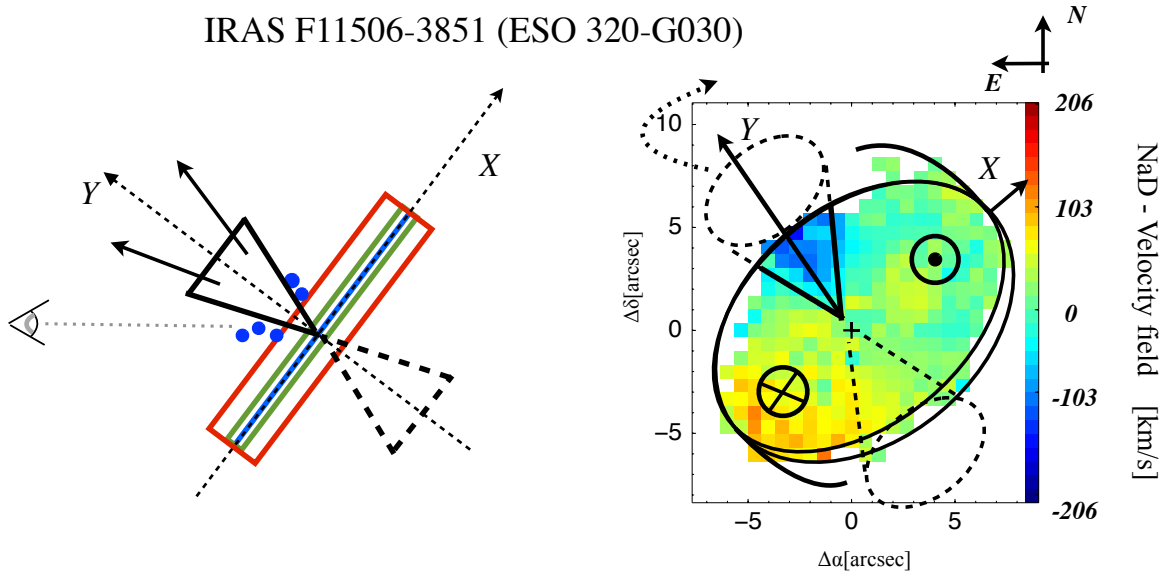 IRAS F11506-3851 (ESO 320-G030)
N
E
X
Y
Y
X
10
5
0
−5
Δδ[arcsec]
−5 0 5
Δα[arcsec]
206
103
0
-103
-206
NaD - Velocity field [km/s]